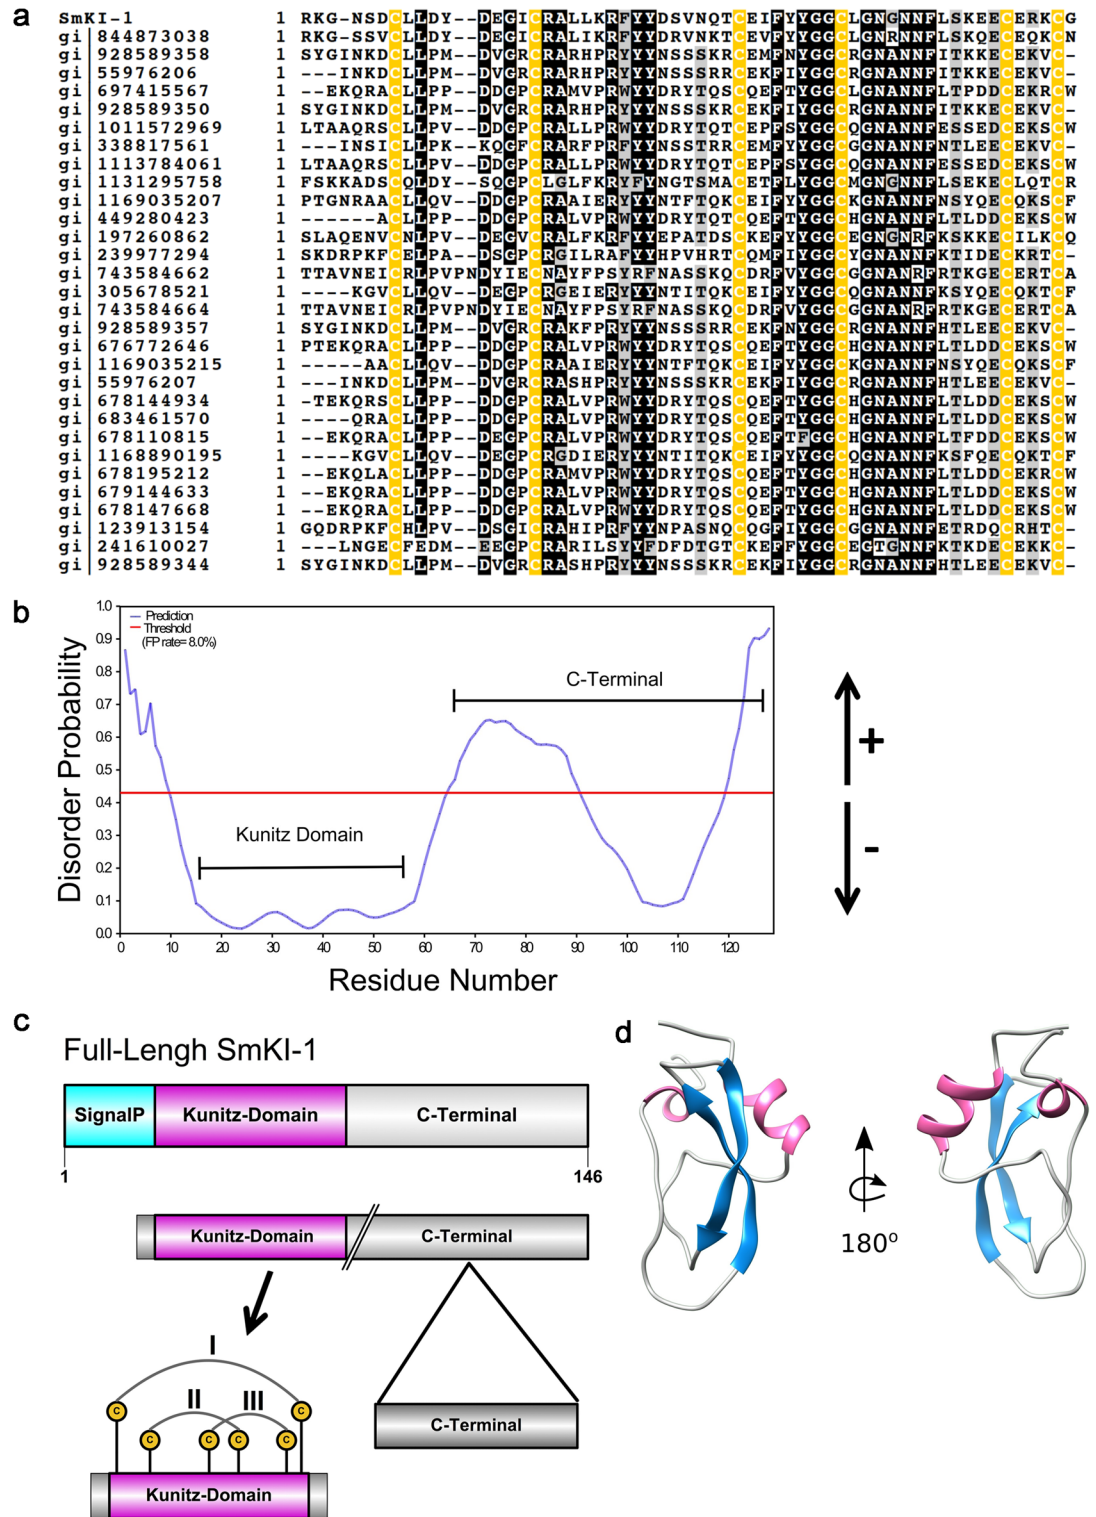 a
SmKI-1 1 RKG-NSDCLLDY--DEGICRALLKRFYYDSVNQTCEIFYYGGCLGNGNNFLSKEECERKCG
gi|844873038 1 RKG-SSVCLLDY--DEGICRALIKRFYYDRVNKTCEVFYYGGCLGNRNNFLSKQECEQKCN
gi|928589358 1 SYGINKDCLLPM--DVGRCRARHPRYYYNSSSKRCEMFIYGGCRGNANNFITKKECEKVC-
gi|55976206 1 ---INKDCLLPM--DVGRCRARHPRYYYNSSSRRCEKFIYGGCRGNANNFITKKECEKVC-
gi|697415567 1 --EKQRACLLPP--DDGPCRAMVPRWYYDRYTQSCQEFTYGGCHGNANNFLTPDDCEKRCW
gi|928589350 1 SYGINKDCLLPM--DVGRCRARHPRYYYNSSSKRCEKFIYGGCRGNANNFITKKECEKVC-
gi|1011572969 1 LTAAQRSCLLPV--DDGPCRALLPRWYYDRYTQTCEPFSYGGCQGNANNFESSEDCEKSCW
gi|338817561 1 ---INSICLLPK--KQGFCRARFPRFYYNSSTRRCEMFYYGGCGGNANNFNTLEECEKVC-
gi|1113784061 1 LTAAQRSCLLPV--DDGPCRALLPRWYYDRYTQTCEPFSYGGCQGNANNFESSEDCEKSCW
gi|1131295758 1 FSKKADSCQLDY--SQGPCLGLFKRYFYNGTSMACETFLYGGCMGNGNNFLSEKECLQTCR
gi|1169035207 1 PTGNRAACLLQV--DDGPCRAAIERYYYNTFTQKCEIFYYGGCKGNANNFNSYQECQKSCF
gi|449280423 1 ------ACLLPP--DDGPCRALVPRWYYDRYTQTCQEFTYGGCHGNANNFLTLDDCEKSCW
gi|197260862 1 SLAQENVCNLPV--DEGVCRALFKRFYYEPATDSCKEFYYGGCEGNGNRFKSKKECILKCQ
gi|239977294 1 SKDRPKFCELPA--DSGPCRGILRAFYYHPVHRTCQMFIYGGCYGNANNFKTIDECKRTC-
gi|743584662 1 TTAVNEICRLPVPNDYIECNAYFPSYRFNASSKQCDRFVYGGCGGNANRFRTKGECERTCA
gi|305678521 1 ----KGVCLLQV--DEGPCRGEIERYYYNTITQKCEIFYYGGCQGNANNFKSYQECQKTCF
gi|743584664 1 TTAVNEICRLPVPNDYIECNAYFPSYRFNASSKQCDRFVYGGCGGNANRFRTKGECERTCA
gi|928589357 1 SYGINKDCLLPM--DVGRCRAKFPRYYYNSSSRRCEKFNYGGCRGNANNFHTLEECEKVC-
gi|676772646 1 PTEKQRACLLPP--DDGPCRALVPRWYYDRYTQSCQEFTYGGCHGNANNFLTLDDCEKSCW
gi|1169035215 1 -----AACLLQV--DDGPCRAAIERYYYNTFTQKCEIFYYGGCKGNANNFNSYQEKQSCF
gi|55976207 1 ---INKDCLLPM--DVGRCRASHPRYYYNSSSKRCEKFIYGGCRGNANNFHTLEECEKVC-
gi|678144934 1 -TEKQRSCLLPP--DDGPCRALVPRWYYDRYTQSCQEFTYGGCHGNANNFLTLDDCEKSCW
gi|683461570 1 ----QRACLLPP--DDGPCRALVPRWYYDRYTQSCQEFTYGGCHGNANNFLTLDDCEKSCW
gi|678110815 1 --EKQRACLLPP--DEGPCRALVPRWYYDRYTQSCQEFTFGGCHGNANNFLTFDDCEKSCW
gi|1168890195 1 ----KGVCLLQV--DEGPCRGDIERYYYNTITQKCEIFYYGGCQGNANNFKSFQECQKTCF
gi|678195212 1 --EKQLACLLPP--DDGPCRAMVPRWYYDRYTQSCQEFTYGGCHGNANNFLTLDDCEKRCW
gi|679144633 1 --EKQRACLLPP--DDGPCRALVPRWYYDRYTQSCQEFTYGGCHGNANNFLTLDDCEKSCW
gi|678147668 1 --EKQRACLLPP--DDGPCRALVPRWYYDRYTQSCQEFTYGGCHGNANNFLTLDDCEKSCW
gi|123913154 1 GQDRPKFCHLPV--DSGICRAHIPRFYYNPASNQCQGFIYGGCGGNANNFETRDQCRHTC-
gi|241610027 1 ---LNGECFEDM--EEGPCRARILSYYFDFDTGTCKEFFYGGCEGTGNNFKTKDECEKKC-
gi|928589344 1 SYGINKDCLLPM--DVGRCRASHPRYYYNSSSKRCEKFIYGGCRGNANNFHTLEECEKVC-
b
Prediction
Threshold
(FP rate= 8.0%)
Disorder Probability
1.0
0.9
0.8
0.7
0.6
0.5
0.4
0.3
0.2
0.1
0.0
C-Terminal
Kunitz Domain
+
-
0 10 20 30 40 50 60 70 80 90 100 110 120
Residue Number
c
Full-Lengh SmKI-1
SignalP Kunitz-Domain C-Terminal
1 146
Kunitz-Domain C-Terminal
I
II III
C C
C C C C
Kunitz-Domain
C-Terminal
d
180°